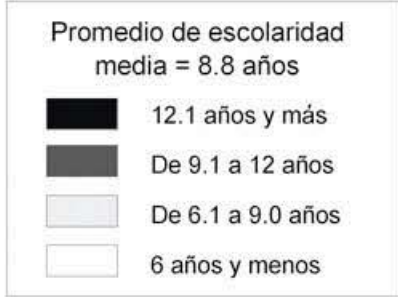 Promedio de escolaridad
media = 8.8 años
12.1 años y más
De 9.1 a 12 años
De 6.1 a 9.0 años
6 años y menos